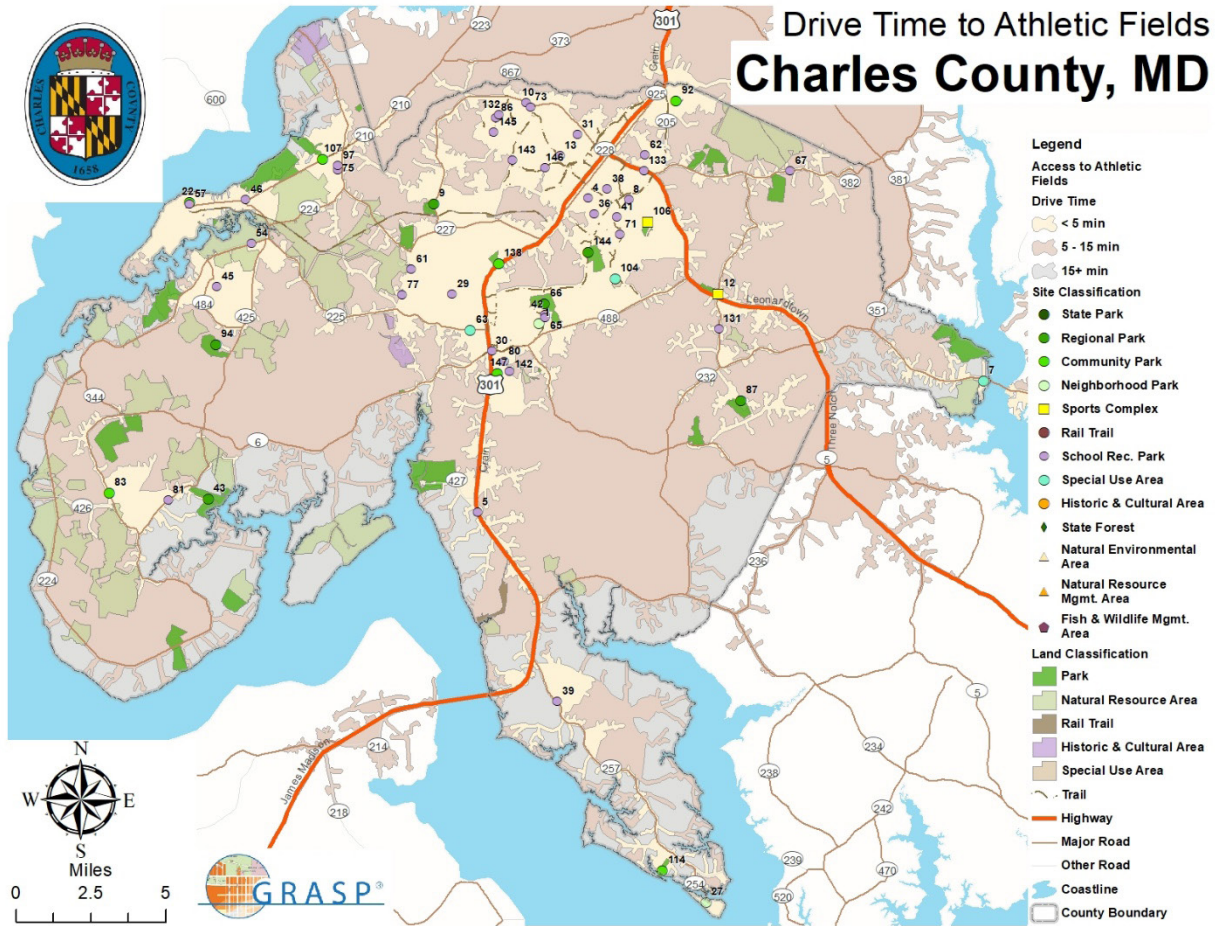 Drive Time to Athletic Fields
Charles County, MD
CHARLES COUNTY
1658
Legend
Access to Athletic
Fields
Drive Time
< 5 min
5 - 15 min
15+ min
Site Classification
State Park
Regional Park
Community Park
Neighborhood Park
Sports Complex
Rail Trail
School Rec. Park
Special Use Area
Historic & Cultural Area
State Forest
Natural Environmental
Area
Natural Resource
Mgmt. Area
Fish & Wildlife Mgmt.
Area
Land Classification
Park
Natural Resource Area
Rail Trail
Historic & Cultural Area
Special Use Area
Trail
Highway
Major Road
Other Road
Coastline
County Boundary
301
223
373
Crain
600
210
867
925
92
205
10
73
132
86
145
31
210
107
97
75
143
13
146
228
62
133
67
382
381
22
57
46
224
9
4
38
8
36
41
106
71
54
227
61
138
144
104
45
484
425
77
29
66
42
1
65
12
Leonardtown
351
225
63
488
131
94
30
80
147
142
301
232
87
7
344
6
Three Notch
5
83
426
81
43
427
Crain
5
224
236
39
5
257
234
238
242
James Madison
214
218
114
254
27
239
470
520
N
W
E
S
Miles
0 2.5 5
GRASP®